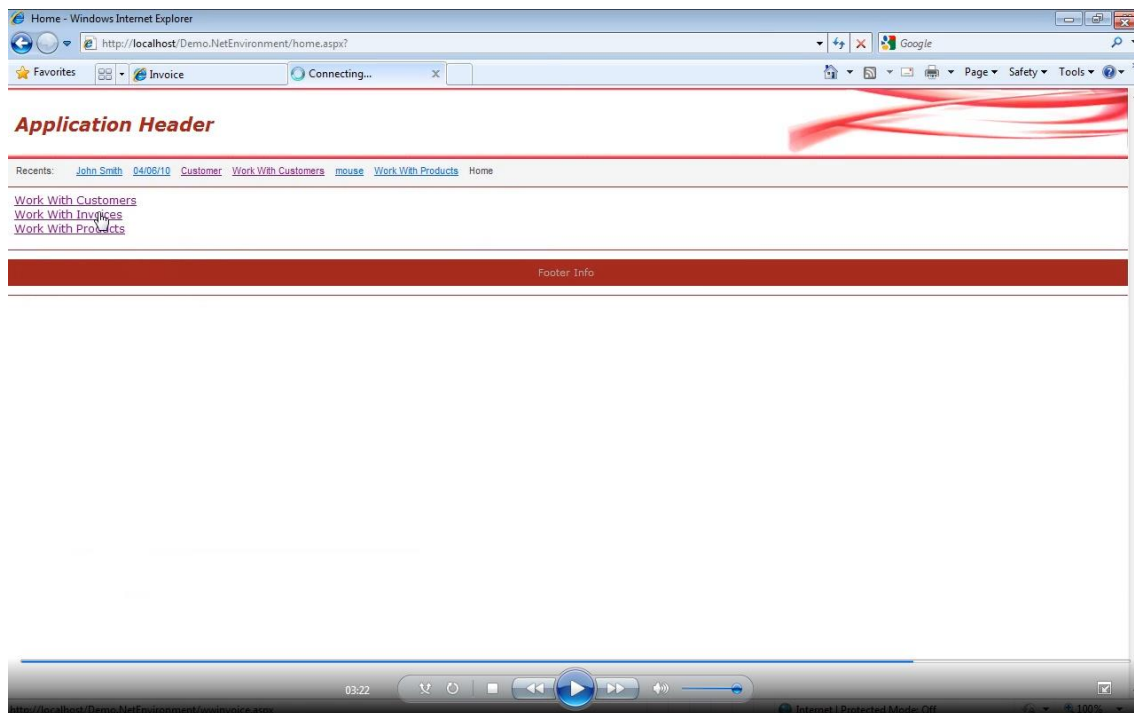 Home - Windows Internet Explorer
http://localhost/Demo.NetEnvironment/home.aspx?
Google
Favorites
Invoice
Connecting...
Page
Safety
Tools
Application Header
Recents: John Smith 04/06/10 Customer Work With Customers mouse Work With Products Home
Work With Customers
Work With Invoices
Work With Products
Footer Info
03:22
http://localhost/Demo.NetEnvironment/wwinvoice.aspx
Internet | Protected Mode: Off
100%